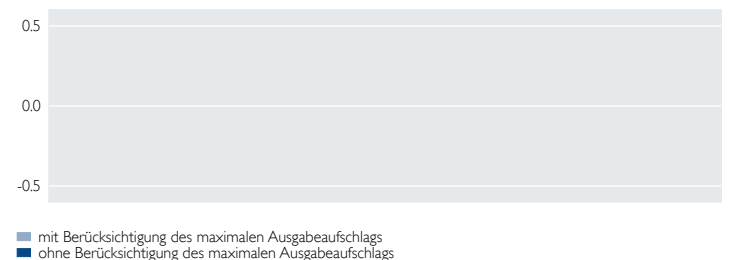 0.5
0.0
-0.5
mit Berücksichtigung des maximalen Ausgabeaufschlags
ohne Berücksichtigung des maximalen Ausgabeaufschlags